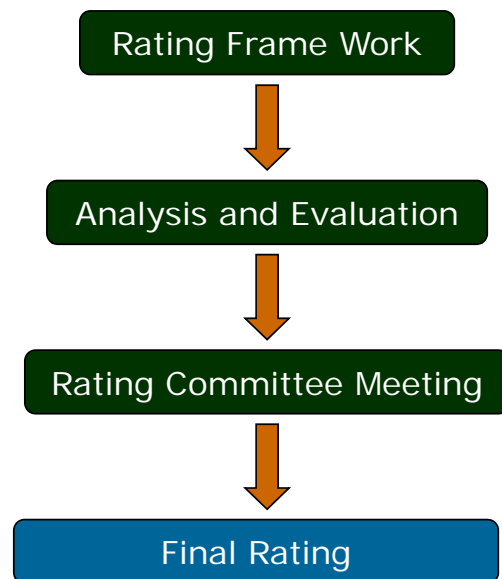 Rating Frame Work
Analysis and Evaluation
Rating Committee Meeting
Final Rating